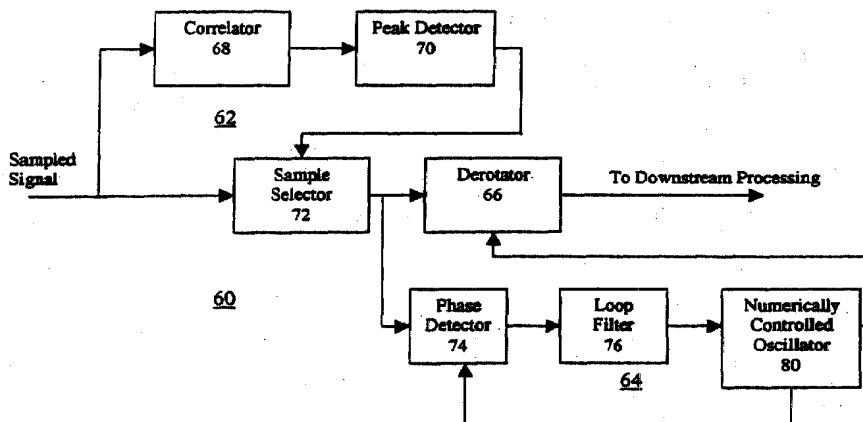 Correlator
68
Peak Detector
70
62
Sampled
Signal
Sample
Selector
72
Derotator
66
To Downstream Processing
60
Phase
Detector
74
Loop
Filter
76
Numerically
Controlled
Oscillator
80
64